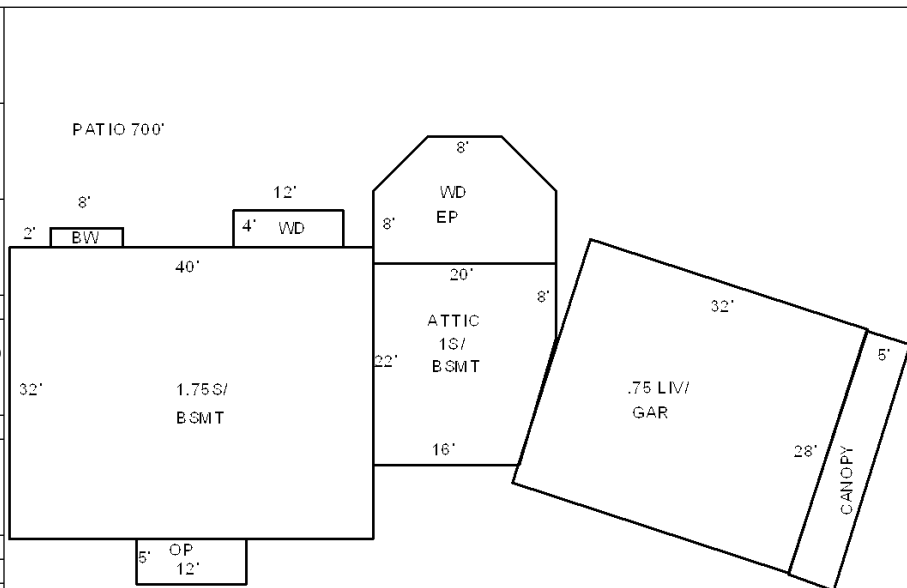 PATIO 700'
8'
8'
12'
WD
EP
8'
2'
BW
4' WD
40'
20'
8'
32'
5'
ATTIC
1S/
BSMT
22'
32'
1.75S/
BSMT
.75 LIV/
GAR
16'
28'
CANOPY
OP
5'
12'